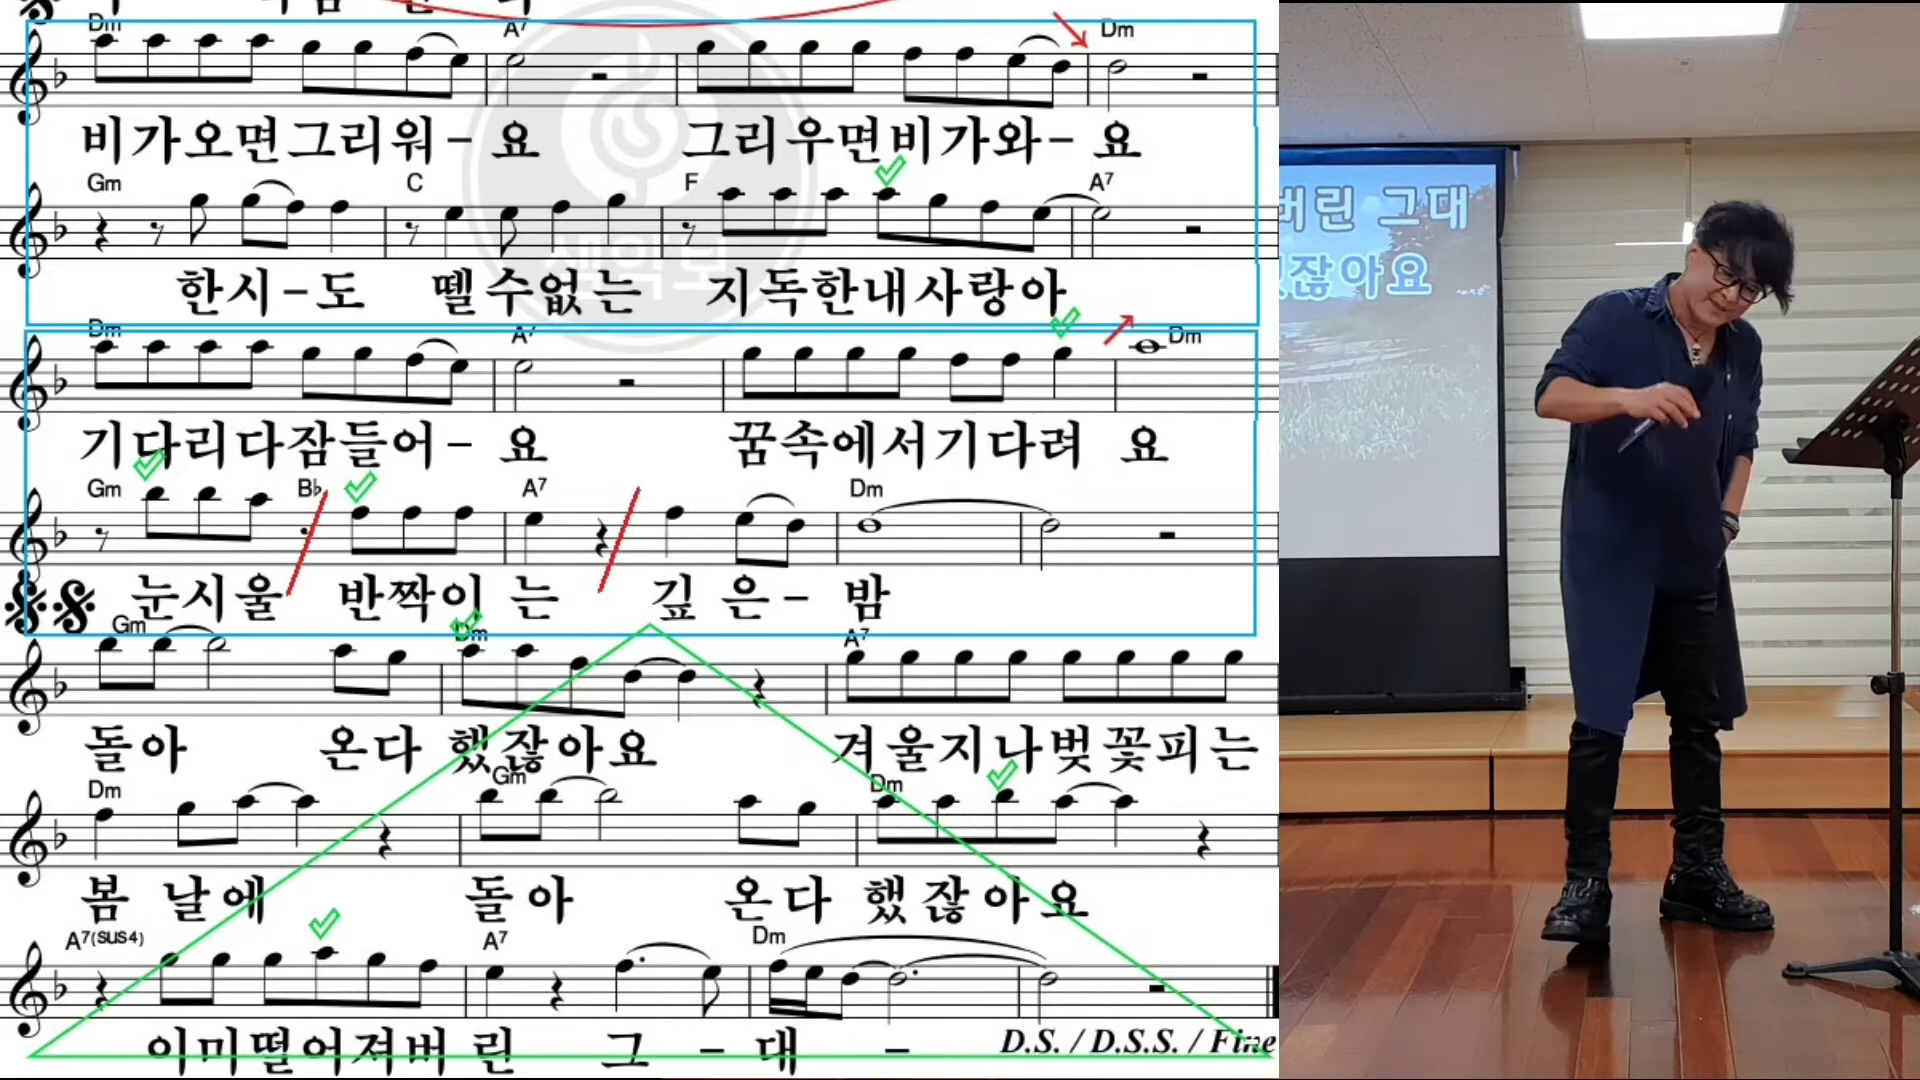 Dm A7 Dm
비가오면그리워- 요 그리우면비가와- 요
Gm C F A7
한시-도 뗄수없는 지독한내사랑아
Dm A7 Dm
기다리다잠들어- 요 꿈속에서기다려 요
Gm B♭ A7 Dm
눈시울 반짝이 는 깊 은- 밤
Gm Dm A7
돌아 온다 했잖아요 겨울지나벚꽃피는
Dm Gm Dm
봄 날에 돌아 온다 했잖아요
A7(SUS4) A7 Dm
이미떨어져버 린 그 - 대 -
D.S. / D.S.S. / Fine
버린 그대
잖아요